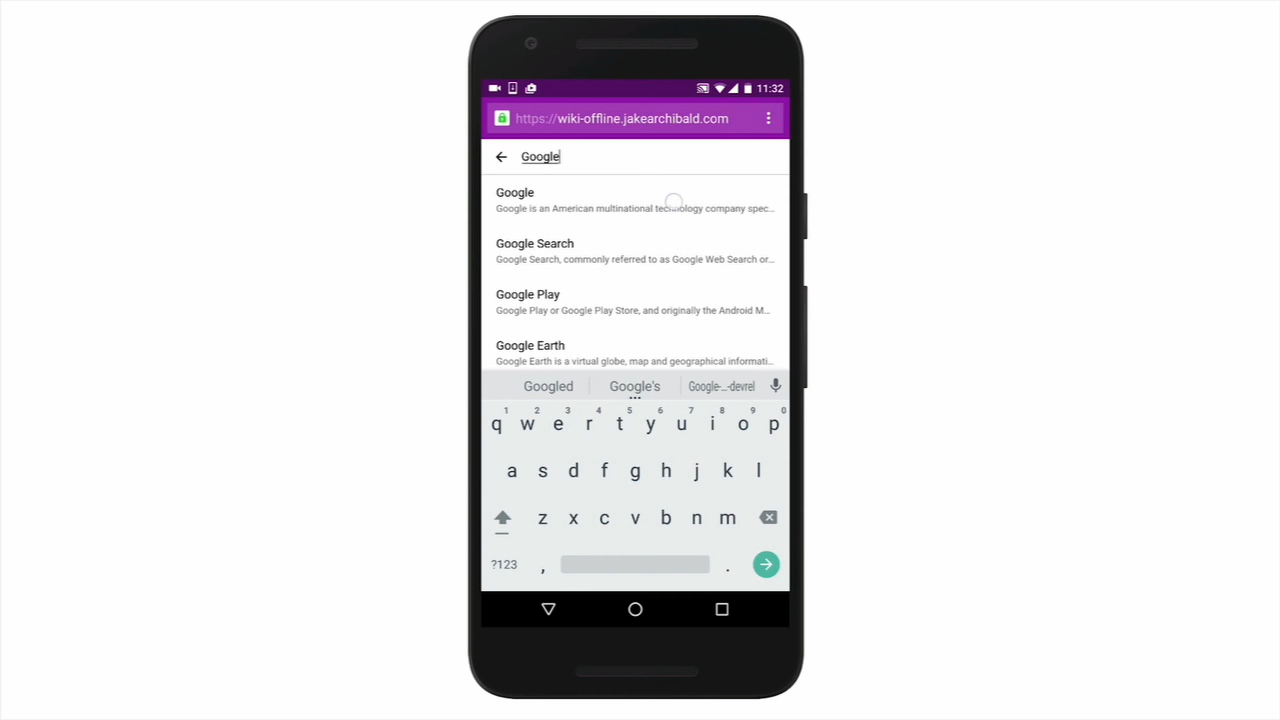 11:32
https://wiki-offline.jakearchibald.com
Google
Google
Google is an American multinational technology company spec...
Google Search
Google Search, commonly referred to as Google Web Search or...
Google Play
Google Play or Google Play Store, and originally the Android M...
Google Earth
Google Earth is a virtual globe, map and geographical informati...
Googled Google's Google-...-devrel
1 2 3 4 5 6 7 8 9 0
q w e r t y u i o p
a s d f g h j k l
z x c v b n m
?123 , .